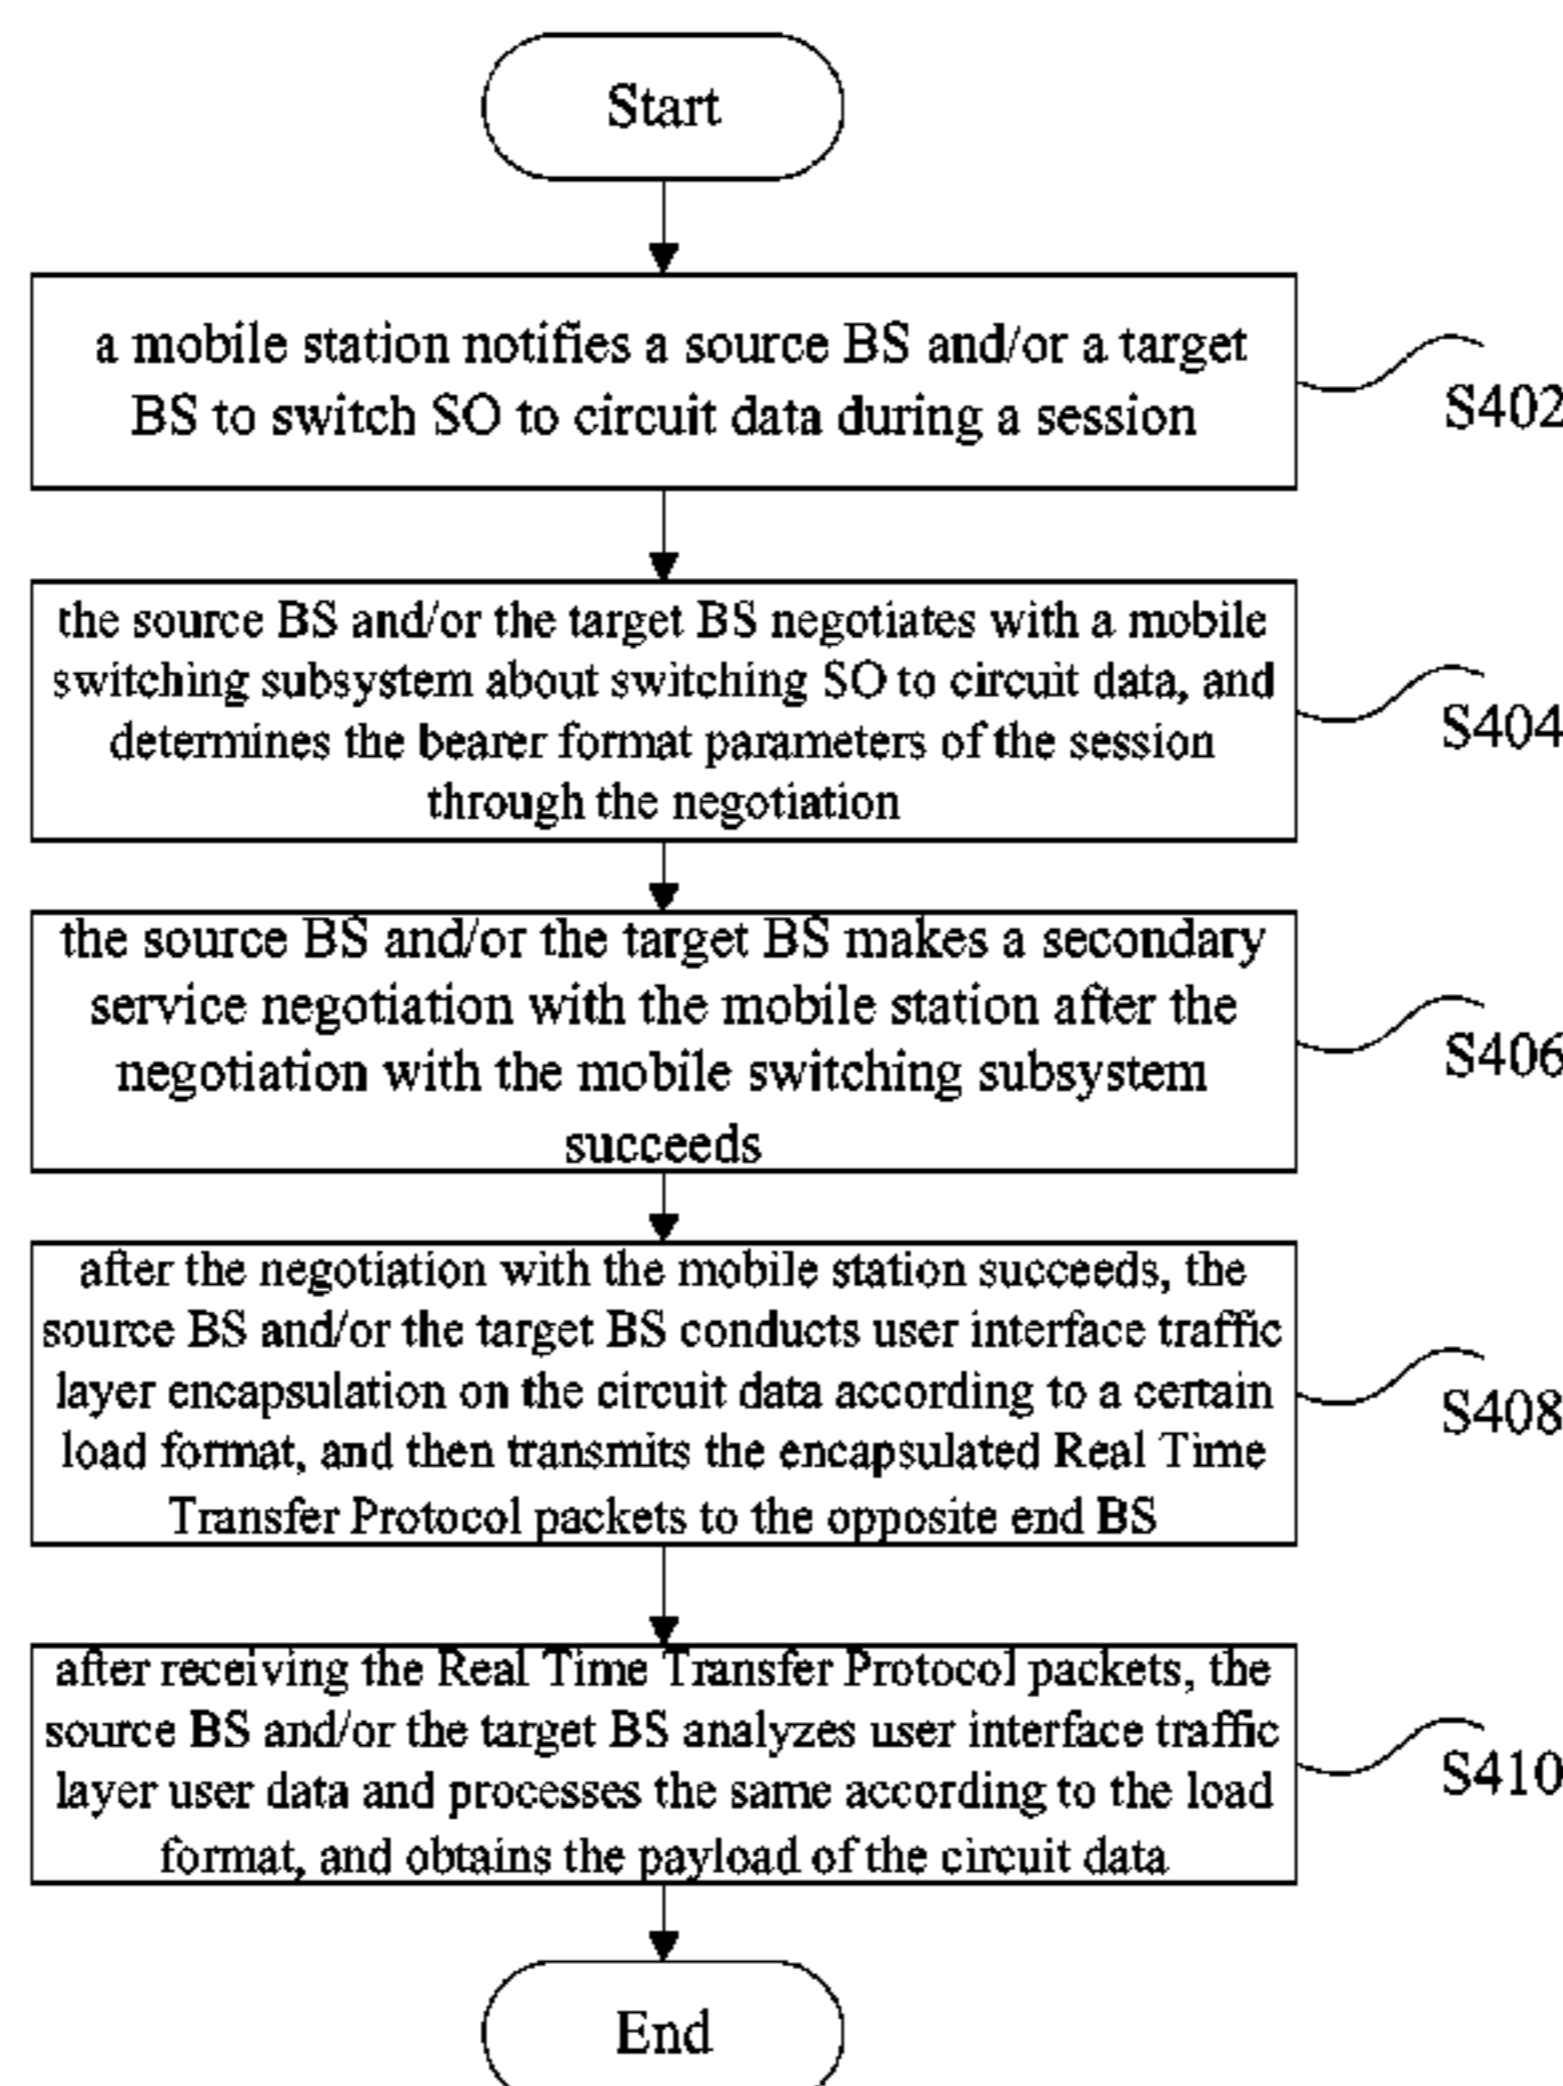 Start
a mobile station notifies a source BS and/or a target
BS to switch SO to circuit data during a session
S402
the source BS and/or the target BS negotiates with a mobile
switching subsystem about switching SO to circuit data, and
determines the bearer format parameters of the session
through the negotiation
S404
the source BS and/or the target BS makes a secondary
service negotiation with the mobile station after the
negotiation with the mobile switching subsystem
succeeds
S406
after the negotiation with the mobile station succeeds, the
source BS and/or the target BS conducts user interface traffic
layer encapsulation on the circuit data according to a certain
load format, and then transmits the encapsulated Real Time
Transfer Protocol packets to the opposite end BS
S408
after receiving the Real Time Transfer Protocol packets, the
source BS and/or the target BS analyzes user interface traffic
layer user data and processes the same according to the load
format, and obtains the payload of the circuit data
S410
End